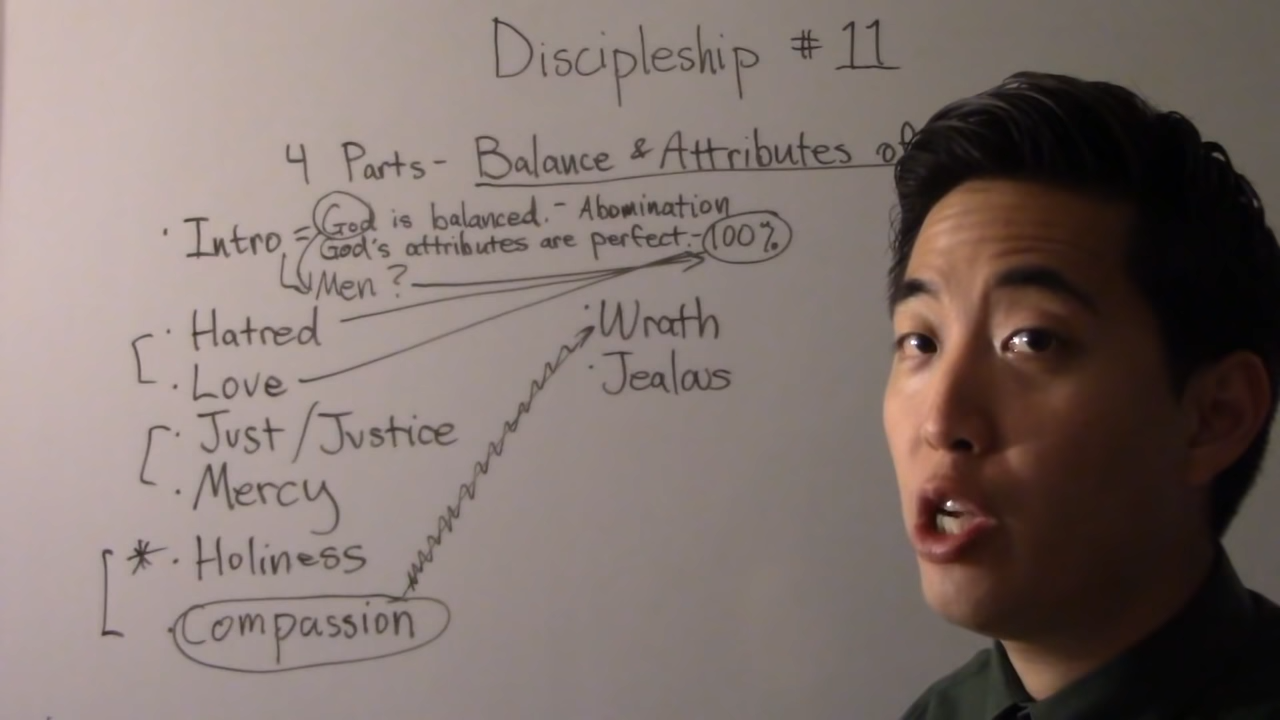 Discipleship # 11
4 Parts - Balance & Attributes of
· Intro = God is balanced. - Abomination
God's attributes are perfect. - 100%
Men ?
· Hatred
· Wrath
· Love
· Jealous
· Just / Justice
· Mercy
* · Holiness
· Compassion